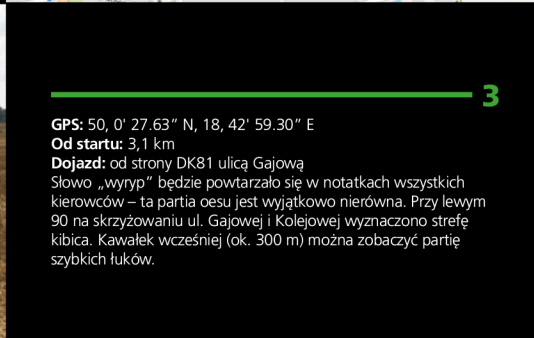 3
GPS: 50, 0' 27.63” N, 18, 42' 59.30” E
Od startu: 3,1 km
Dojazd: od strony DK81 ulicą Gajową
Słowo „wyryp” będzie powtarzało się w notatkach wszystkich
kierowców – ta partia oesu jest wyjątkowo nierówna. Przy lewym
90 na skrzyżowaniu ul. Gajowej i Kolejowej wyznaczono strefę
kibica. Kawałek wcześniej (ok. 300 m) można zobaczyć partię
szybkich łuków.